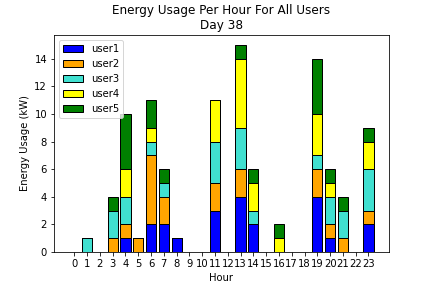 Energy Usage Per Hour For All Users
Day 38
user1
user2
user3
user4
user5
Energy Usage (kW)
14
12
10
8
6
4
2
0
0 1 2 3 4 5 6 7 8 9 10 11 12 13 14 15 16 17 18 19 20 21 22 23
Hour